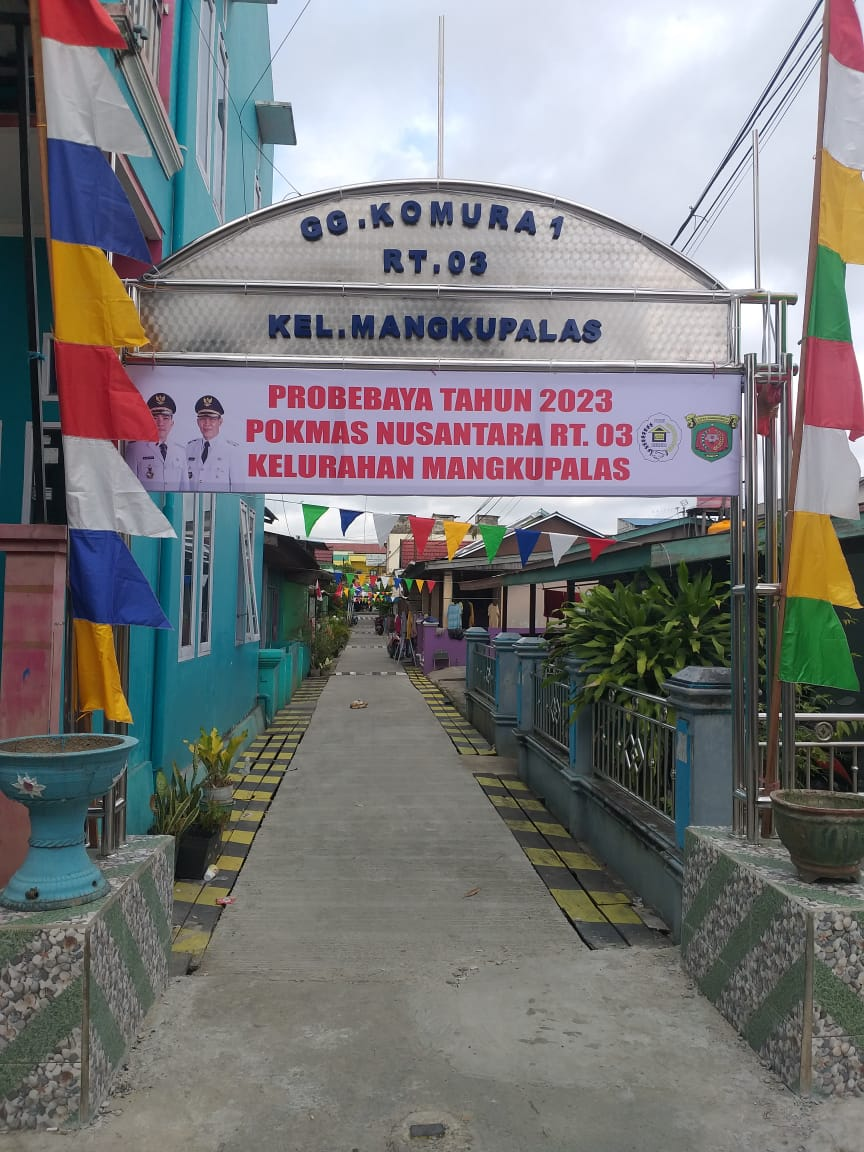 GG.KOMURA 1
RT.03
KEL.MANGKUPALAS
PROBEBAYA TAHUN 2023
POKMAS NUSANTARA RT. 03
KELURAHAN MANGKUPALAS